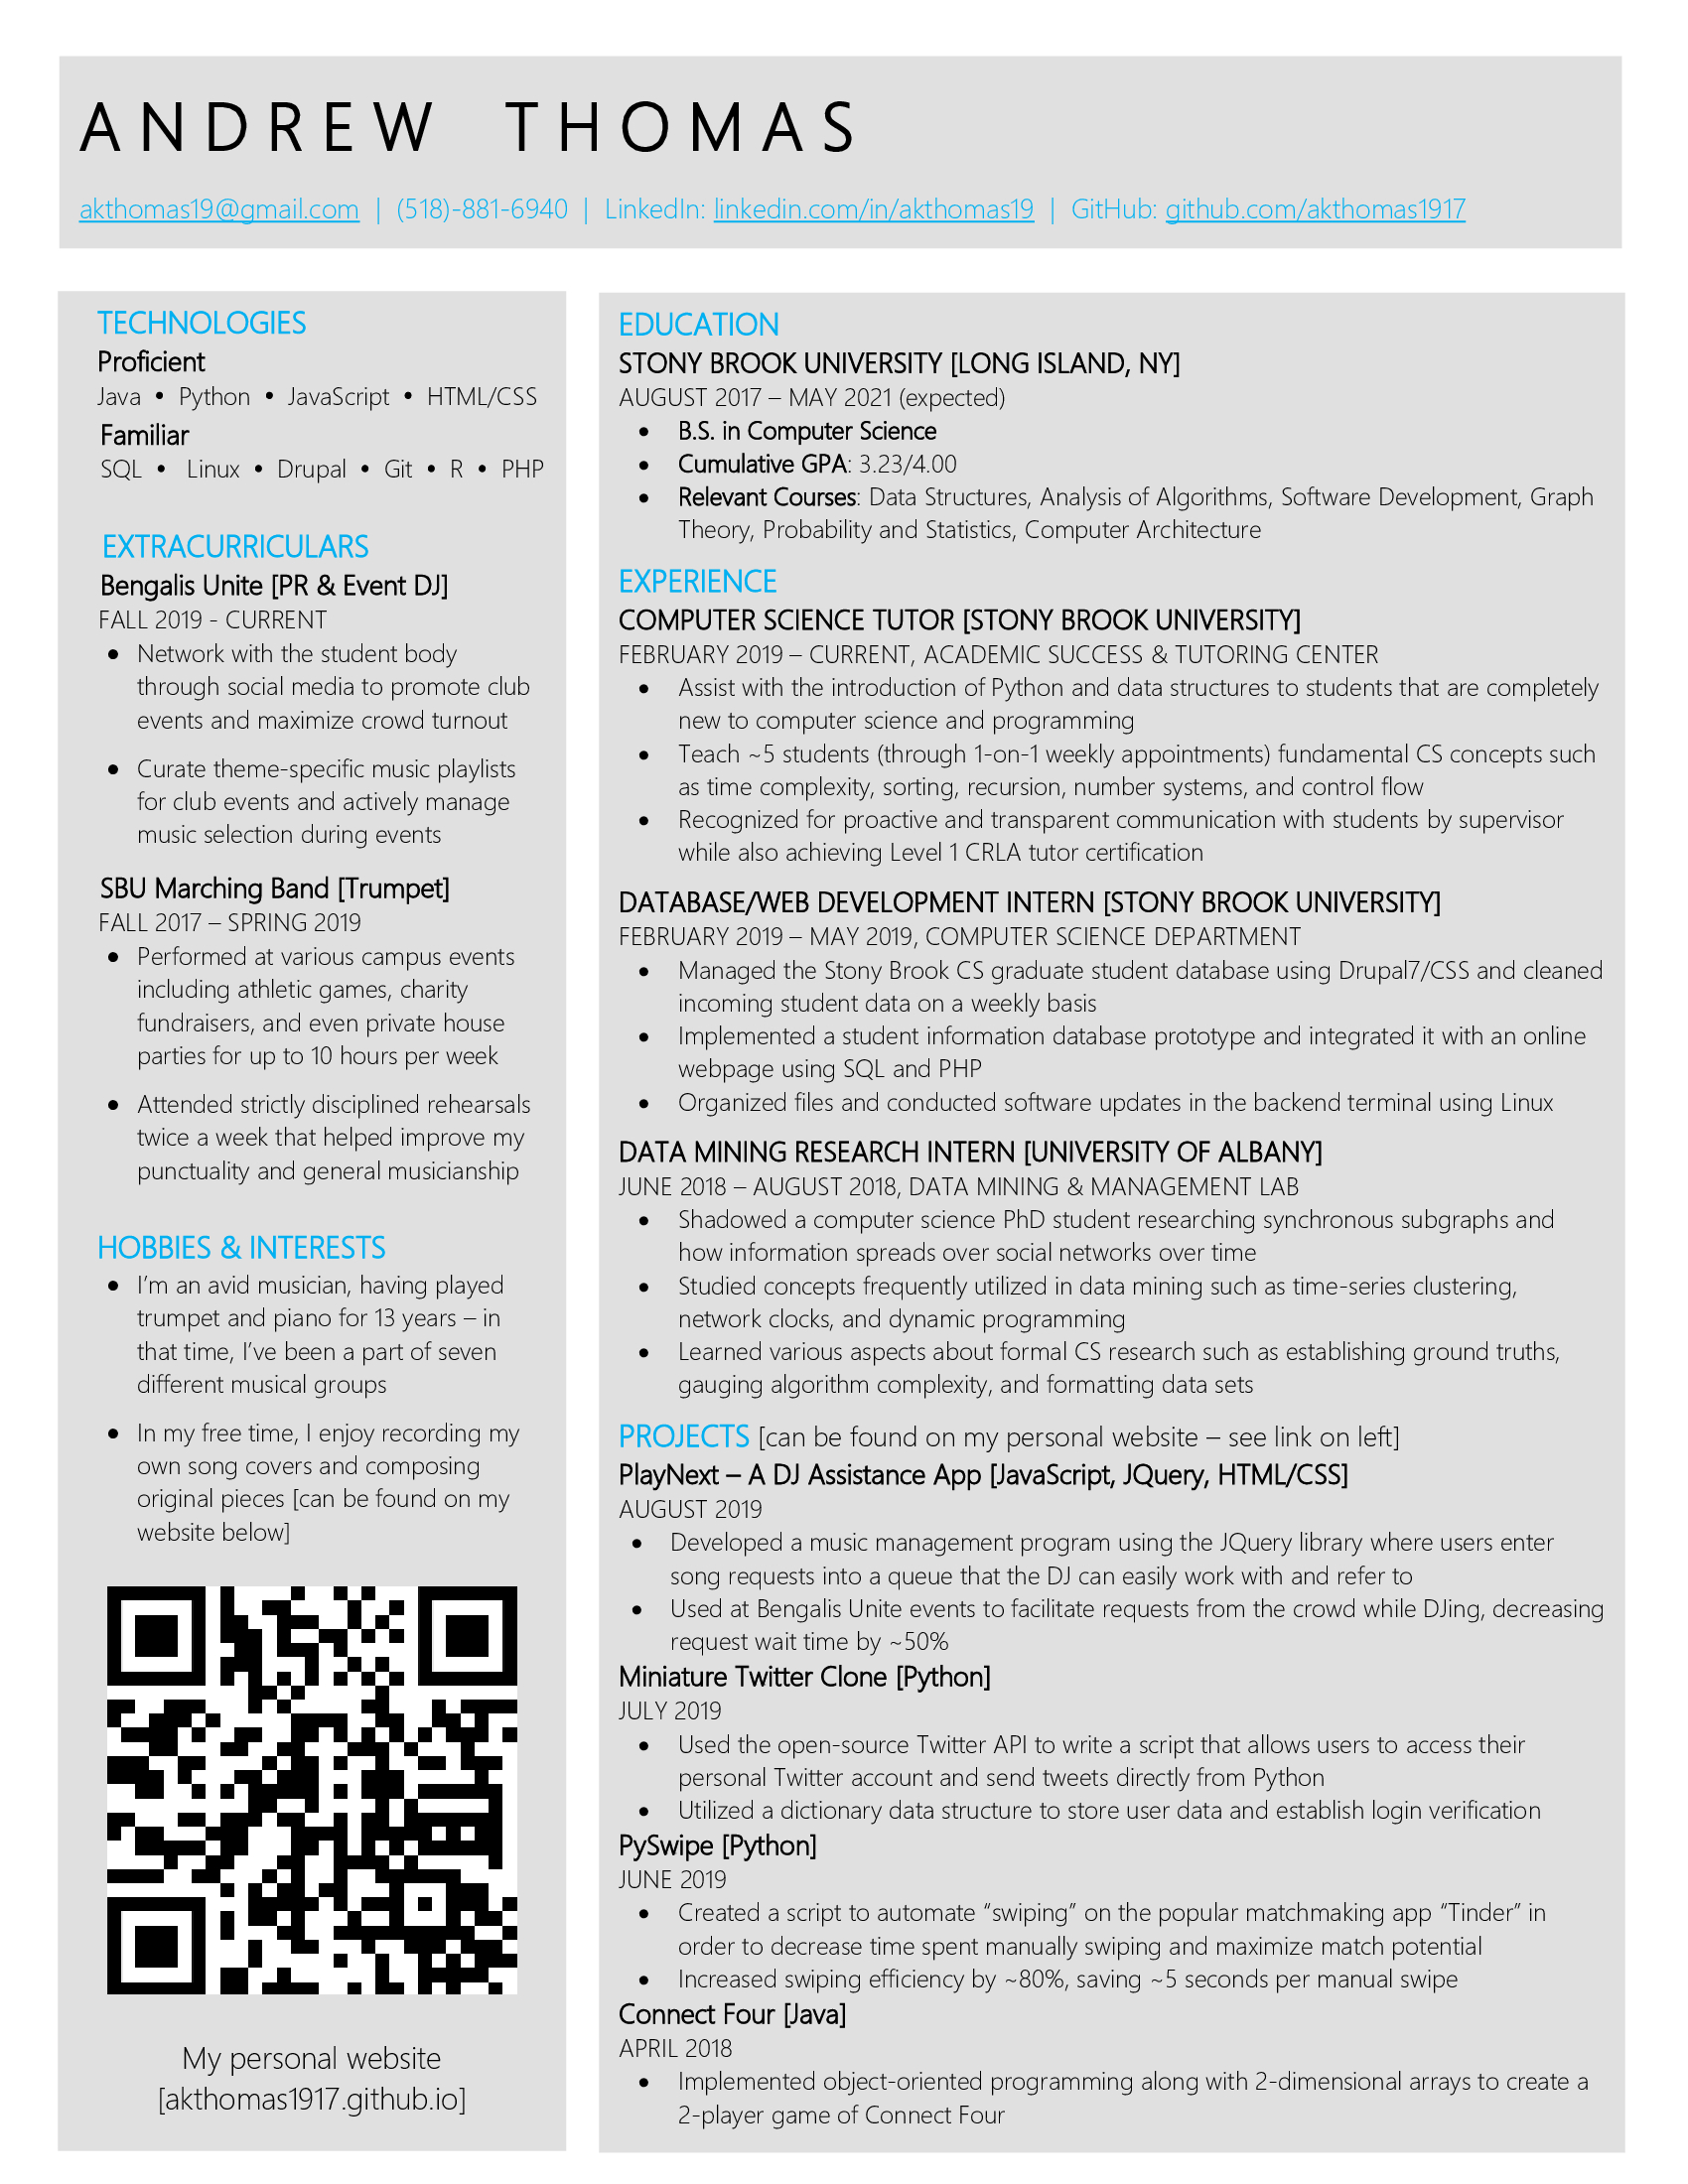 ANDREW THOMAS
akthomas19@gmail.com | (518)-881-6940 | LinkedIn: linkedin.com/in/akthomas19 | GitHub: github.com/akthomas1917
TECHNOLOGIES
Proficient
Java • Python • JavaScript • HTML/CSS
Familiar
SQL • Linux • Drupal • Git • R • PHP
EXTRACURRICULARS
Bengalis Unite [PR & Event DJ]
FALL 2019 - CURRENT
• Network with the student body
through social media to promote club
events and maximize crowd turnout
• Curate theme-specific music playlists
for club events and actively manage
music selection during events
SBU Marching Band [Trumpet]
FALL 2017 – SPRING 2019
• Performed at various campus events
including athletic games, charity
fundraisers, and even private house
parties for up to 10 hours per week
• Attended strictly disciplined rehearsals
twice a week that helped improve my
punctuality and general musicianship
HOBBIES & INTERESTS
• I’m an avid musician, having played
trumpet and piano for 13 years – in
that time, I’ve been a part of seven
different musical groups
• In my free time, I enjoy recording my
own song covers and composing
original pieces [can be found on my
website below]
My personal website
[akthomas1917.github.io]
EDUCATION
STONY BROOK UNIVERSITY [LONG ISLAND, NY]
AUGUST 2017 – MAY 2021 (expected)
• B.S. in Computer Science
• Cumulative GPA: 3.23/4.00
• Relevant Courses: Data Structures, Analysis of Algorithms, Software Development, Graph
Theory, Probability and Statistics, Computer Architecture
EXPERIENCE
COMPUTER SCIENCE TUTOR [STONY BROOK UNIVERSITY]
FEBRUARY 2019 – CURRENT, ACADEMIC SUCCESS & TUTORING CENTER
• Assist with the introduction of Python and data structures to students that are completely
new to computer science and programming
• Teach ~5 students (through 1-on-1 weekly appointments) fundamental CS concepts such
as time complexity, sorting, recursion, number systems, and control flow
• Recognized for proactive and transparent communication with students by supervisor
while also achieving Level 1 CRLA tutor certification
DATABASE/WEB DEVELOPMENT INTERN [STONY BROOK UNIVERSITY]
FEBRUARY 2019 – MAY 2019, COMPUTER SCIENCE DEPARTMENT
• Managed the Stony Brook CS graduate student database using Drupal7/CSS and cleaned
incoming student data on a weekly basis
• Implemented a student information database prototype and integrated it with an online
webpage using SQL and PHP
• Organized files and conducted software updates in the backend terminal using Linux
DATA MINING RESEARCH INTERN [UNIVERSITY OF ALBANY]
JUNE 2018 – AUGUST 2018, DATA MINING & MANAGEMENT LAB
• Shadowed a computer science PhD student researching synchronous subgraphs and
how information spreads over social networks over time
• Studied concepts frequently utilized in data mining such as time-series clustering,
network clocks, and dynamic programming
• Learned various aspects about formal CS research such as establishing ground truths,
gauging algorithm complexity, and formatting data sets
PROJECTS [can be found on my personal website – see link on left]
PlayNext – A DJ Assistance App [JavaScript, JQuery, HTML/CSS]
AUGUST 2019
• Developed a music management program using the JQuery library where users enter
song requests into a queue that the DJ can easily work with and refer to
• Used at Bengalis Unite events to facilitate requests from the crowd while DJing, decreasing
request wait time by ~50%
Miniature Twitter Clone [Python]
JULY 2019
• Used the open-source Twitter API to write a script that allows users to access their
personal Twitter account and send tweets directly from Python
• Utilized a dictionary data structure to store user data and establish login verification
PySwipe [Python]
JUNE 2019
• Created a script to automate “swiping” on the popular matchmaking app “Tinder” in
order to decrease time spent manually swiping and maximize match potential
• Increased swiping efficiency by ~80%, saving ~5 seconds per manual swipe
Connect Four [Java]
APRIL 2018
• Implemented object-oriented programming along with 2-dimensional arrays to create a
2-player game of Connect Four